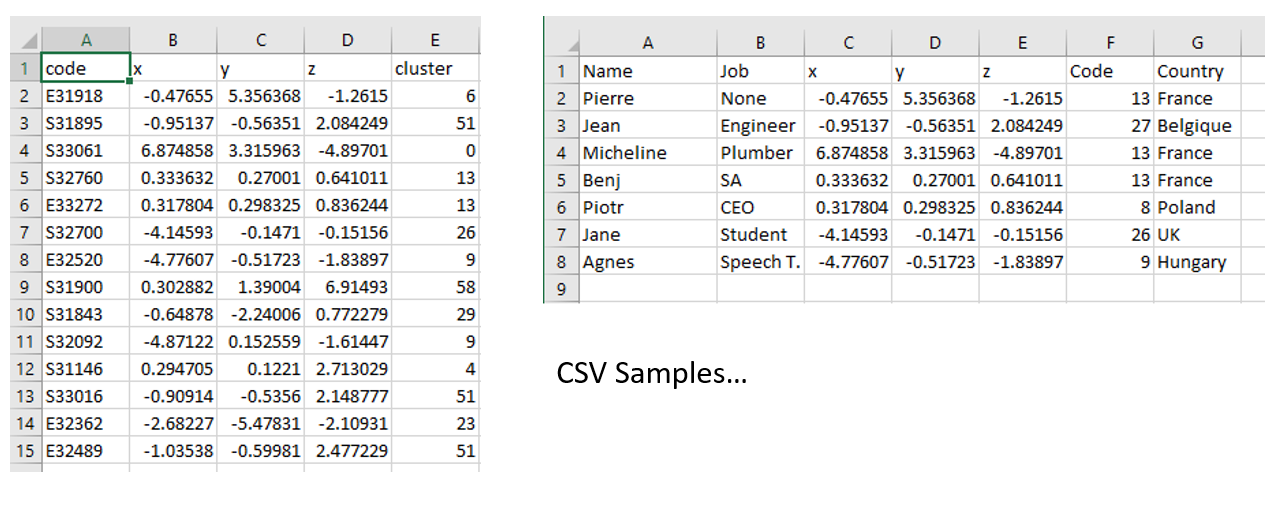 A B C D E
1 code x y z cluster
2 E31918 -0.47655 5.356368 -1.2615 6
3 S31895 -0.95137 -0.56351 2.084249 51
4 S33061 6.874858 3.315963 -4.89701 0
5 S32760 0.333632 0.27001 0.641011 13
6 E33272 0.317804 0.298325 0.836244 13
7 S32700 -4.14593 -0.1471 -0.15156 26
8 E32520 -4.77607 -0.51723 -1.83897 9
9 S31900 0.302882 1.39004 6.91493 58
10 S31843 -0.64878 -2.24006 0.772279 29
11 S32092 -4.87122 0.152559 -1.61447 9
12 S31146 0.294705 0.1221 2.713029 4
13 S33016 -0.90914 -0.5356 2.148777 51
14 E32362 -2.68227 -5.47831 -2.10931 23
15 E32489 -1.03538 -0.59981 2.477229 51
A B C D E F G
1 Name Job x y z Code Country
2 Pierre None -0.47655 5.356368 -1.2615 13 France
3 Jean Engineer -0.95137 -0.56351 2.084249 27 Belgique
4 Micheline Plumber 6.874858 3.315963 -4.89701 13 France
5 Benj SA 0.333632 0.27001 0.641011 13 France
6 Piotr CEO 0.317804 0.298325 0.836244 8 Poland
7 Jane Student -4.14593 -0.1471 -0.15156 26 UK
8 Agnes Speech T. -4.77607 -0.51723 -1.83897 9 Hungary
9
CSV Samples...